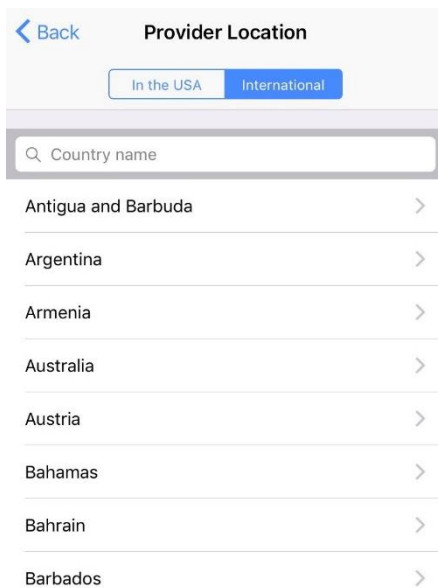 Back
Provider Location
In the USA
International
Country name
Antigua and Barbuda
Argentina
Armenia
Australia
Austria
Bahamas
Bahrain
Barbados